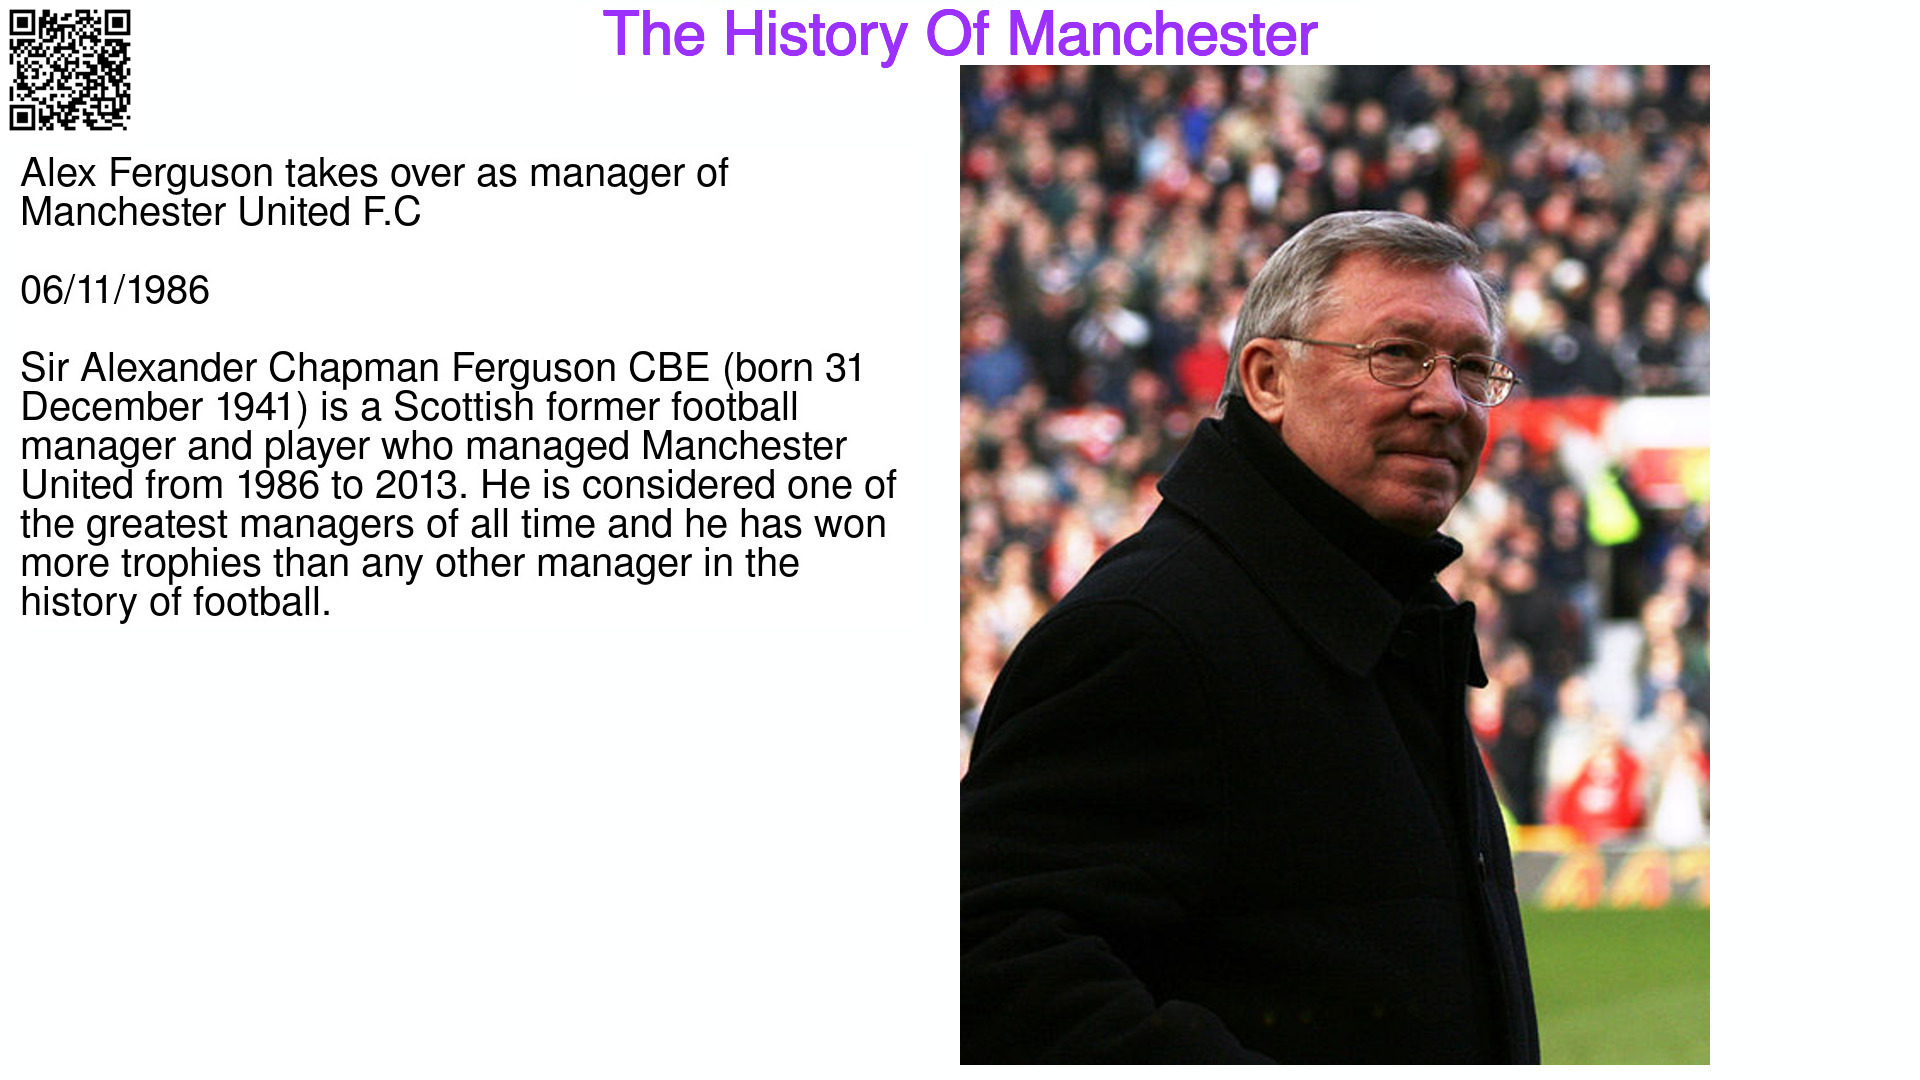 The History Of Manchester
Alex Ferguson takes over as manager of
Manchester United F.C
06/11/1986
Sir Alexander Chapman Ferguson CBE (born 31
December 1941) is a Scottish former football
manager and player who managed Manchester
United from 1986 to 2013. He is considered one of
the greatest managers of all time and he has won
more trophies than any other manager in the
history of football.